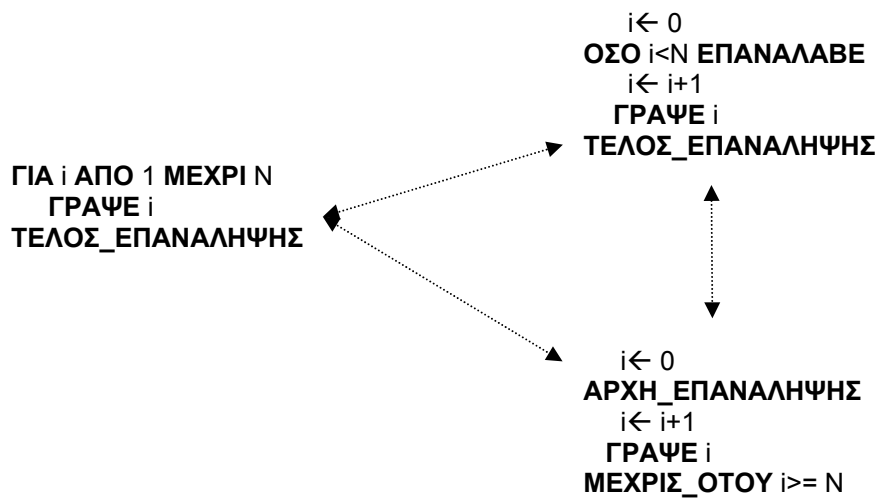 ΓΙΑ i ΑΠΟ 1 ΜΕΧΡΙ N
ΓΡΑΨΕ i
ΤΕΛΟΣ_ΕΠΑΝΑΛΗΨΗΣ
i← 0
ΟΣΟ i<N ΕΠΑΝΑΛΑΒΕ
i← i+1
ΓΡΑΨΕ i
ΤΕΛΟΣ_ΕΠΑΝΑΛΗΨΗΣ
i← 0
ΑΡΧΗ_ΕΠΑΝΑΛΗΨΗΣ
i← i+1
ΓΡΑΨΕ i
ΜΕΧΡΙΣ_ΟΤΟΥ i>= N